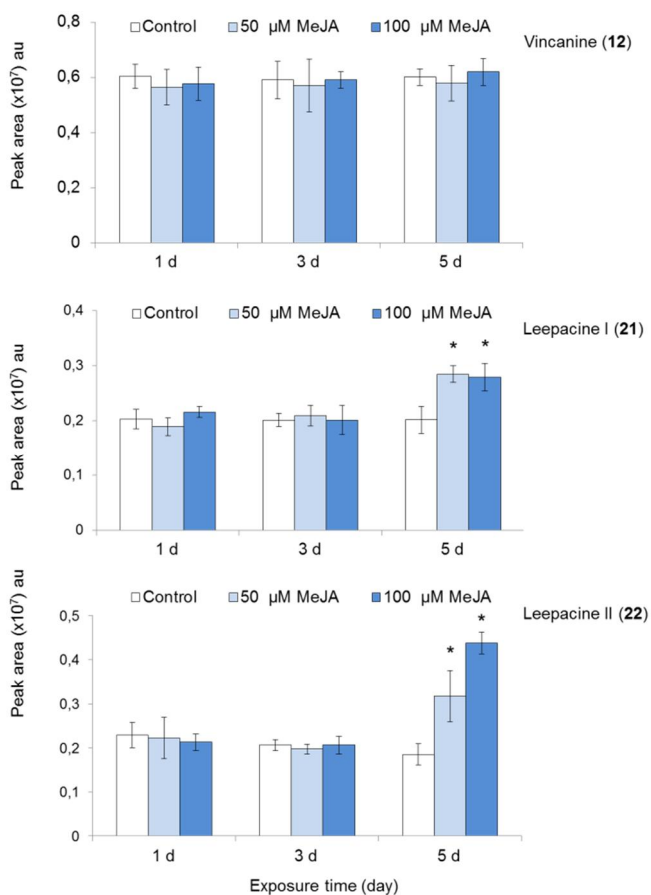 Control 50 µM MeJA 100 µM MeJA
Vincanine (12)
Peak area (x10⁷) au
0,8
0,6
0,4
0,2
0
1 d 3 d 5 d
Control 50 µM MeJA 100 µM MeJA
Leepacine I (21)
Peak area (x10⁷) au
0,4
0,3
0,2
0,1
0
* *
1 d 3 d 5 d
Control 50 µM MeJA 100 µM MeJA
Leepacine II (22)
Peak area (x10⁷) au
0,5
0,4
0,3
0,2
0,1
0
* *
1 d 3 d 5 d
Exposure time (day)